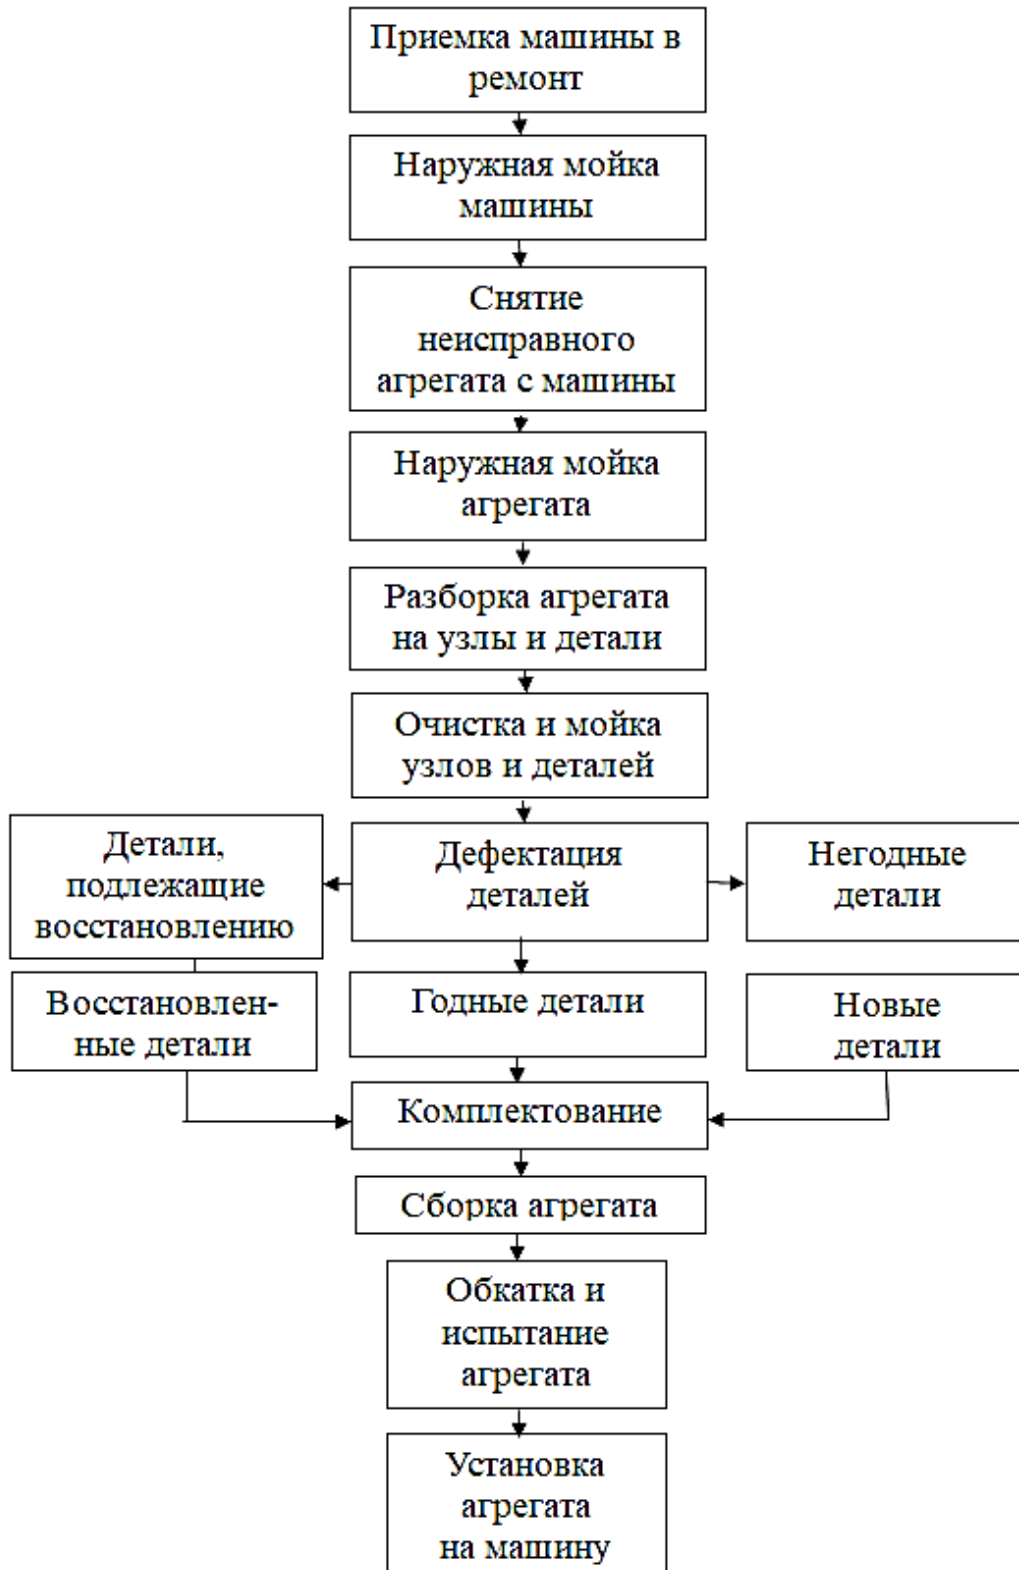 Приемка машины в
ремонт
Наружная мойка
машины
Снятие
неисправного
агрегата с машины
Наружная мойка
агрегата
Разборка агрегата
на узлы и детали
Очистка и мойка
узлов и деталей
Детали,
подлежащие
восстановлению
Дефектация
деталей
Негодные
детали
Восстановлен-
ные детали
Годные детали
Новые
детали
Комплектование
Сборка агрегата
Обкатка и
испытание
агрегата
Установка
агрегата
на машину